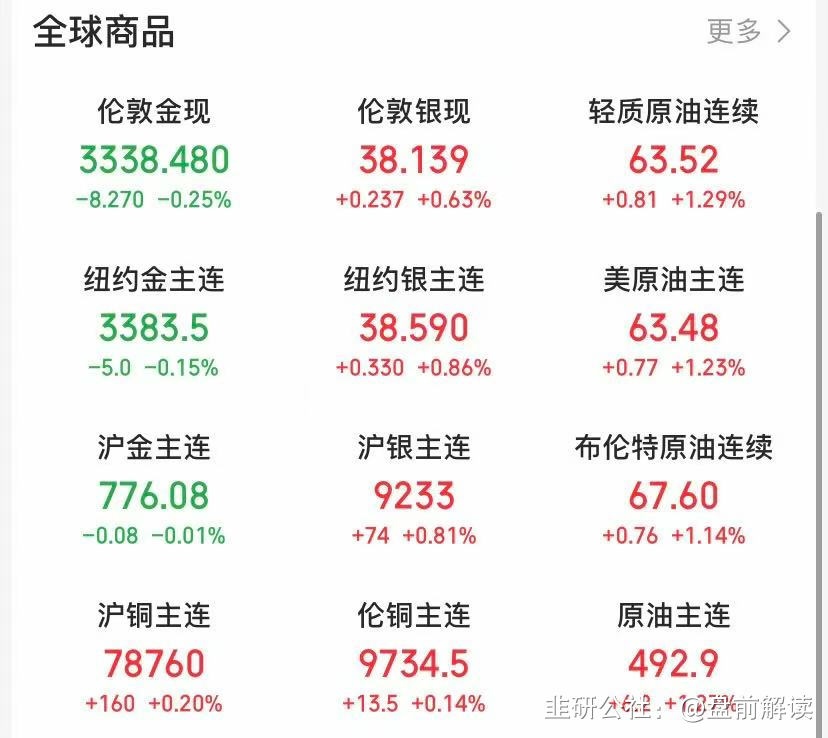 全球商品 更多
伦敦金现 伦敦银现 轻质原油连续
3338.480 38.139 63.52
-8.270 -0.25% +0.237 +0.63% +0.81 +1.29%
纽约金主连 纽约银主连 美原油主连
3383.5 38.590 63.48
-5.0 -0.15% +0.330 +0.86% +0.77 +1.23%
沪金主连 沪银主连 布伦特原油连续
776.08 9233 67.60
-0.08 -0.01% +74 +0.81% +0.76 +1.14%
沪铜主连 伦铜主连 原油主连
78760 9734.5 492.9
+160 +0.20% +13.5 +0.14%
韭研公社：@盘前解读